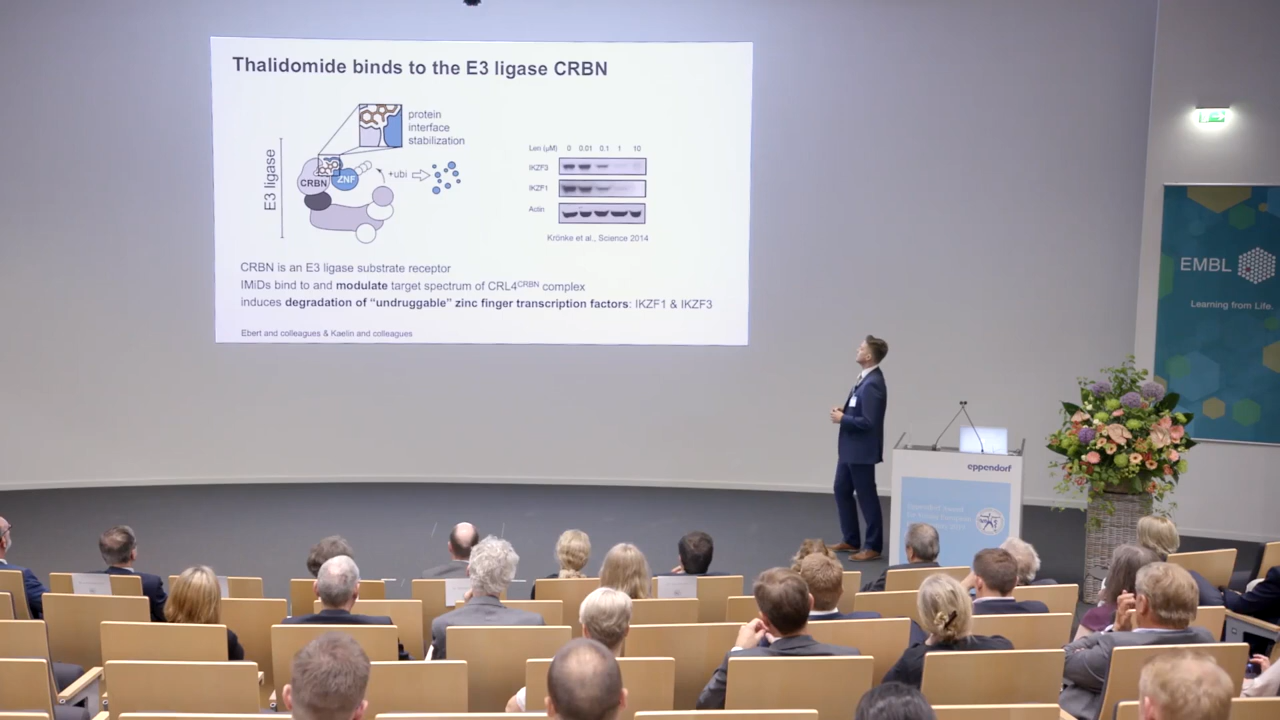 Thalidomide binds to the E3 ligase CRBN
protein
interface
stabilization
E3 ligase
CRBN
ZNF
+ubi
Len (µM) 0 0.01 0.1 1 10
IKZF3
IKZF1
Actin
Krönke et al., Science 2014
CRBN is an E3 ligase substrate receptor
IMiDs bind to and modulate target spectrum of CRL4CRBN complex
induces degradation of “undruggable” zinc finger transcription factors: IKZF1 & IKZF3
Ebert and colleagues & Kaelin and colleagues
EMBL
Learning from Life.
eppendorf